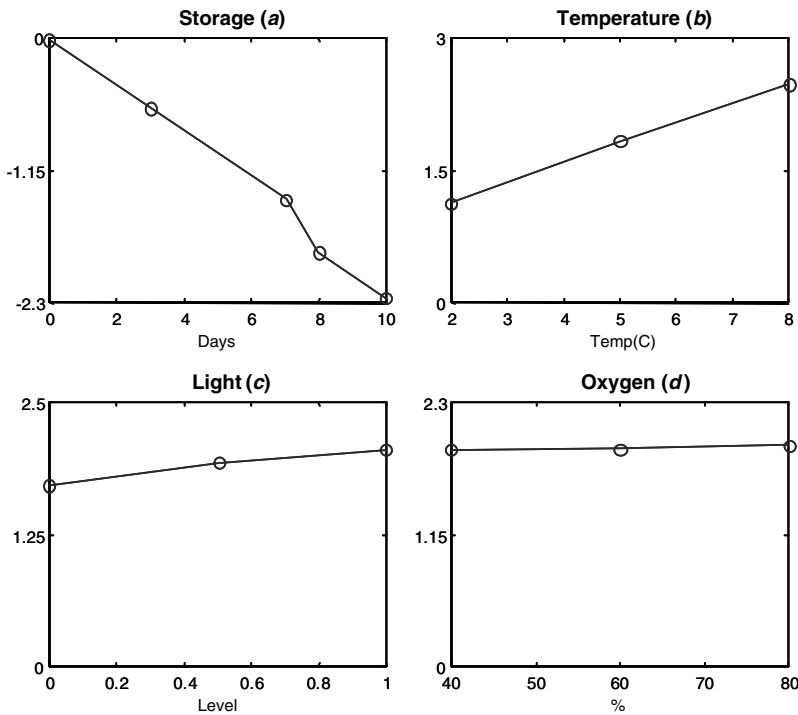 Storage (a)
0
-1.15
-2.3
0 2 4 6 8 10
Days
Temperature (b)
3
1.5
0
2 3 4 5 6 7 8
Temp(C)
Light (c)
2.5
1.25
0
0 0.2 0.4 0.6 0.8 1
Level
Oxygen (d)
2.3
1.15
0
40 50 60 70 80
%